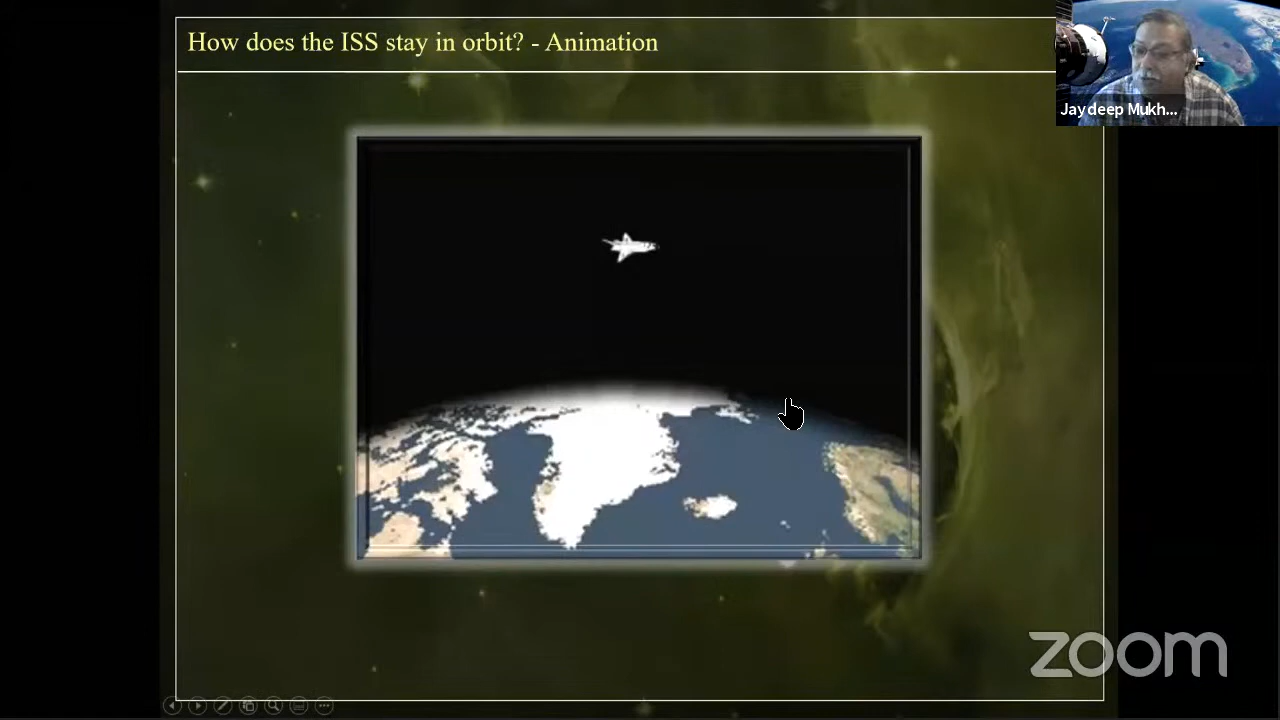 How does the ISS stay in orbit? - Animation
Jaydeep Mukh...
zoom